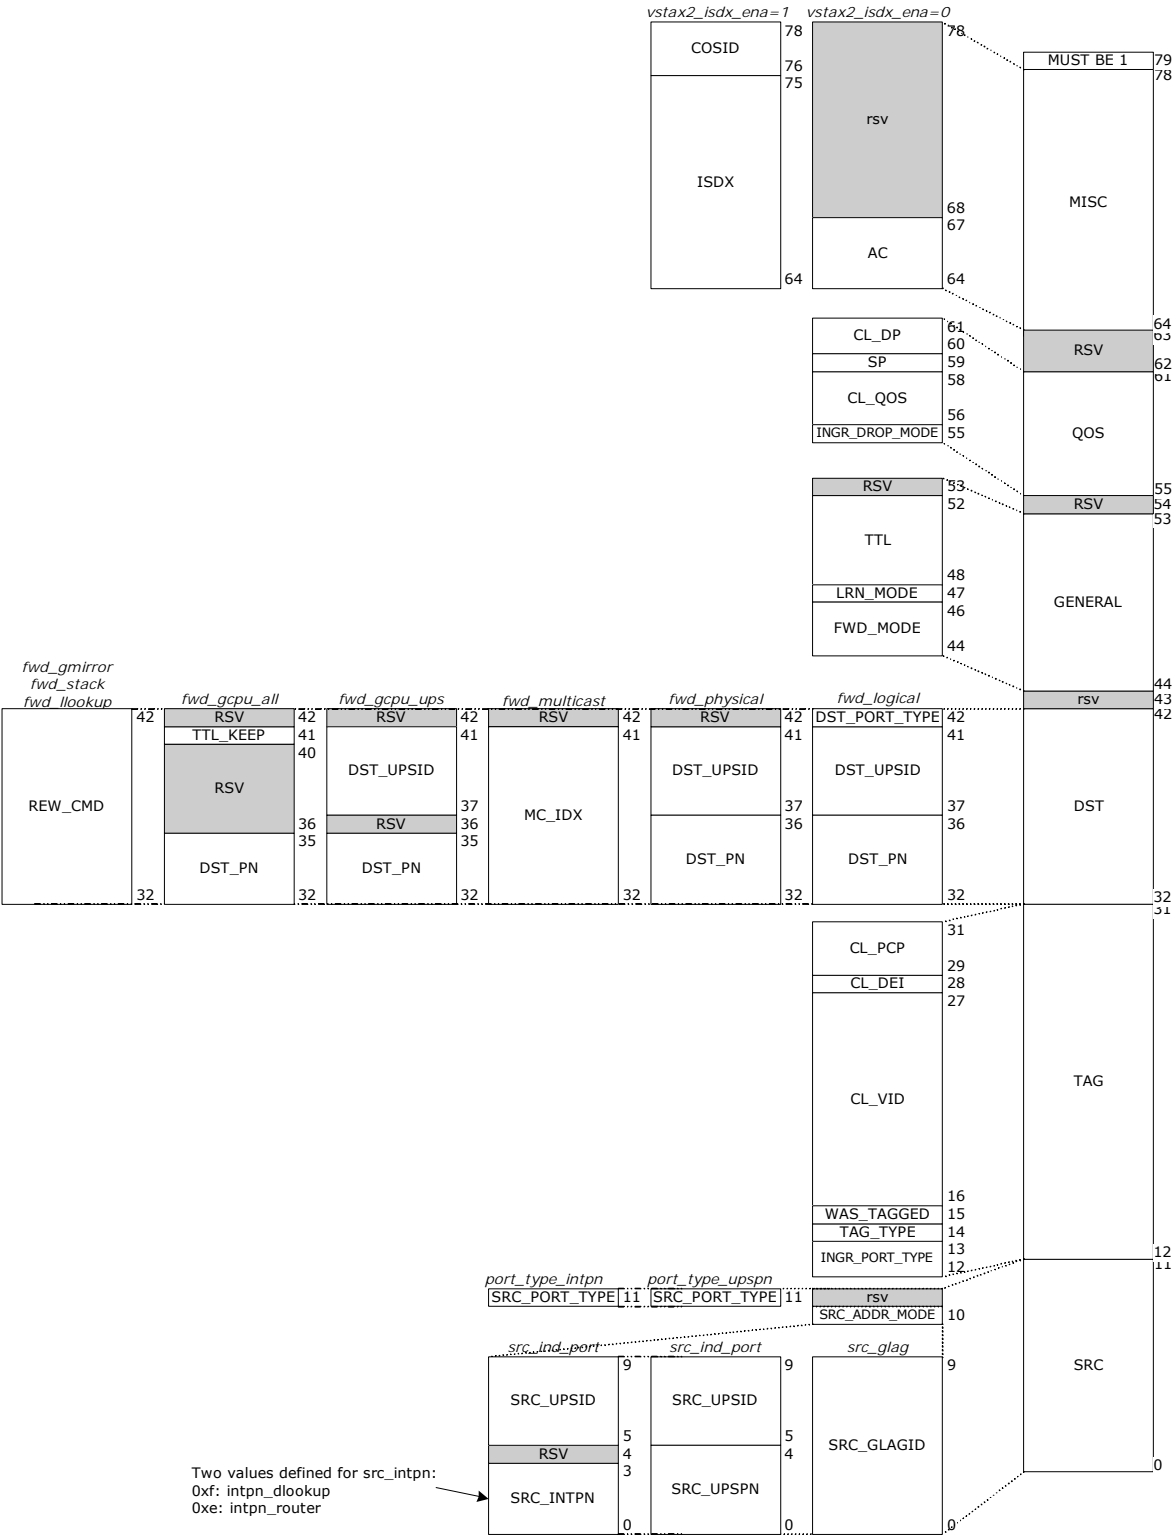 vstax2_isdx_ena=1 vstax2_isdx_ena=0
COSID 78
76
ISDX 75
64
rsv 78
68
AC 67
64
MUST BE 1 79
MISC 78
64
RSV 63
62
QOS 61
55
RSV 54
GENERAL 53
44
rsv 43
DST 42
32
TAG 31
12
SRC 11
0
CL_DP 61
60
SP 59
CL_QOS 58
56
INGR_DROP_MODE 55
RSV 53
TTL 52
48
LRN_MODE 47
FWD_MODE 46
44
fwd_gmirror
fwd_stack
fwd_llookup
REW_CMD 42
32
fwd_gcpu_all
RSV 42
TTL_KEEP 41
RSV 40
36
DST_PN 35
32
fwd_gcpu_ups
RSV 42
DST_UPSID 41
37
RSV 36
DST_PN 35
32
fwd_multicast
RSV 42
MC_IDX 41
32
fwd_physical
RSV 42
DST_UPSID 41
37
DST_PN 36
32
fwd_logical
DST_PORT_TYPE 42
DST_UPSID 41
37
DST_PN 36
32
CL_PCP 31
29
CL_DEI 28
CL_VID 27
16
WAS_TAGGED 15
TAG_TYPE 14
INGR_PORT_TYPE 13
12
port_type_intpn port_type_upspn
SRC_PORT_TYPE 11 SRC_PORT_TYPE 11 rsv
SRC_ADDR_MODE 10
src_ind_port src_ind_port src_glag
SRC_UPSID 9
5
RSV 4
SRC_INTPN 3
0
SRC_UPSID 9
5
SRC_UPSPN 4
0
SRC_GLAGID 9
0
Two values defined for src_intpn:
0xf: intpn_dlookup
0xe: intpn_router